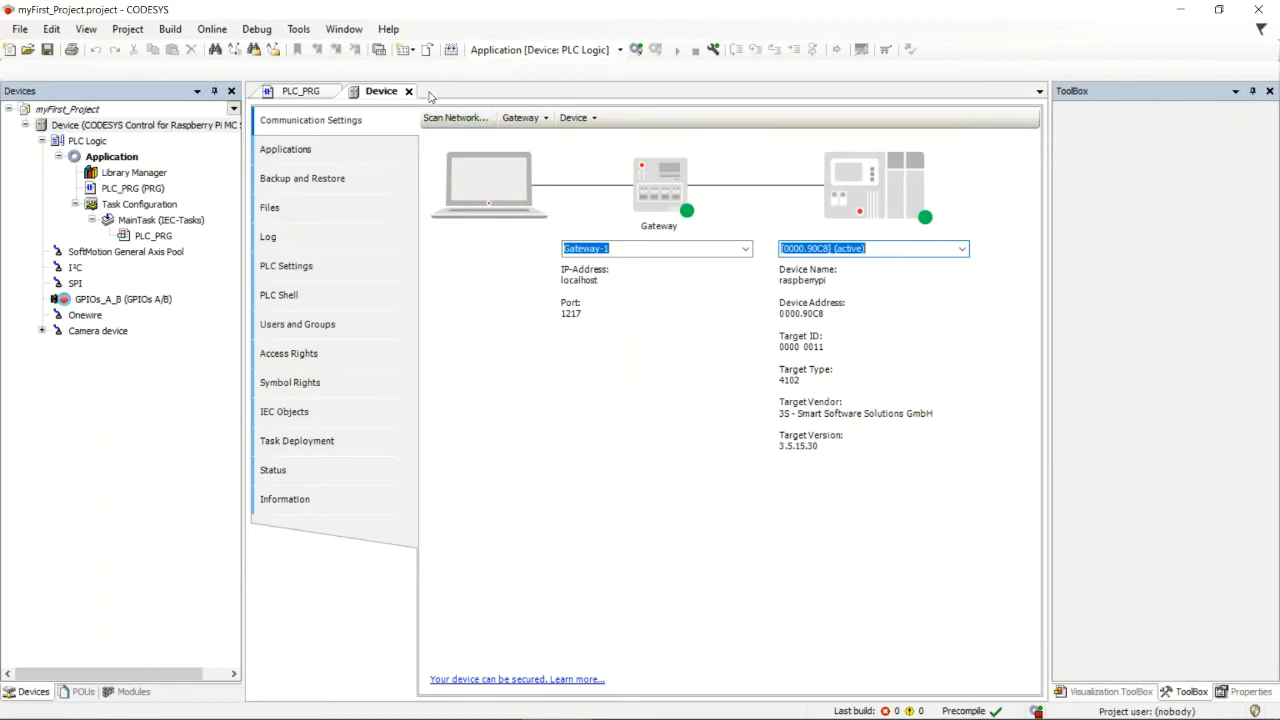 myFirst_Project.project - CODESYS
File Edit View Project Build Online Debug Tools Window Help
Application [Device: PLC Logic]
Devices
myFirst_Project
Device (CODESYS Control for Raspberry Pi MC S
PLC Logic
Application
Library Manager
PLC_PRG (PRG)
Task Configuration
MainTask (IEC-Tasks)
PLC_PRG
SoftMotion General Axis Pool
I²C
SPI
GPIOs_A_B (GPIOs A/B)
Onewire
Camera device
Devices POUs Modules
PLC_PRG Device
Communication Settings
Applications
Backup and Restore
Files
Log
PLC Settings
PLC Shell
Users and Groups
Access Rights
Symbol Rights
IEC Objects
Task Deployment
Status
Information
Scan Network... Gateway Device
Gateway
Gateway-1
IP-Address:
localhost
Port:
1217
[0000.90C8] (active)
Device Name:
raspberrypi
Device Address:
0000.90C8
Target ID:
0000 0011
Target Type:
4102
Target Vendor:
3S - Smart Software Solutions GmbH
Target Version:
3.5.15.30
Your device can be secured. Learn more...
ToolBox
Visualization ToolBox ToolBox Properties
Last build: 0 0 Precompile Project user: (nobody)